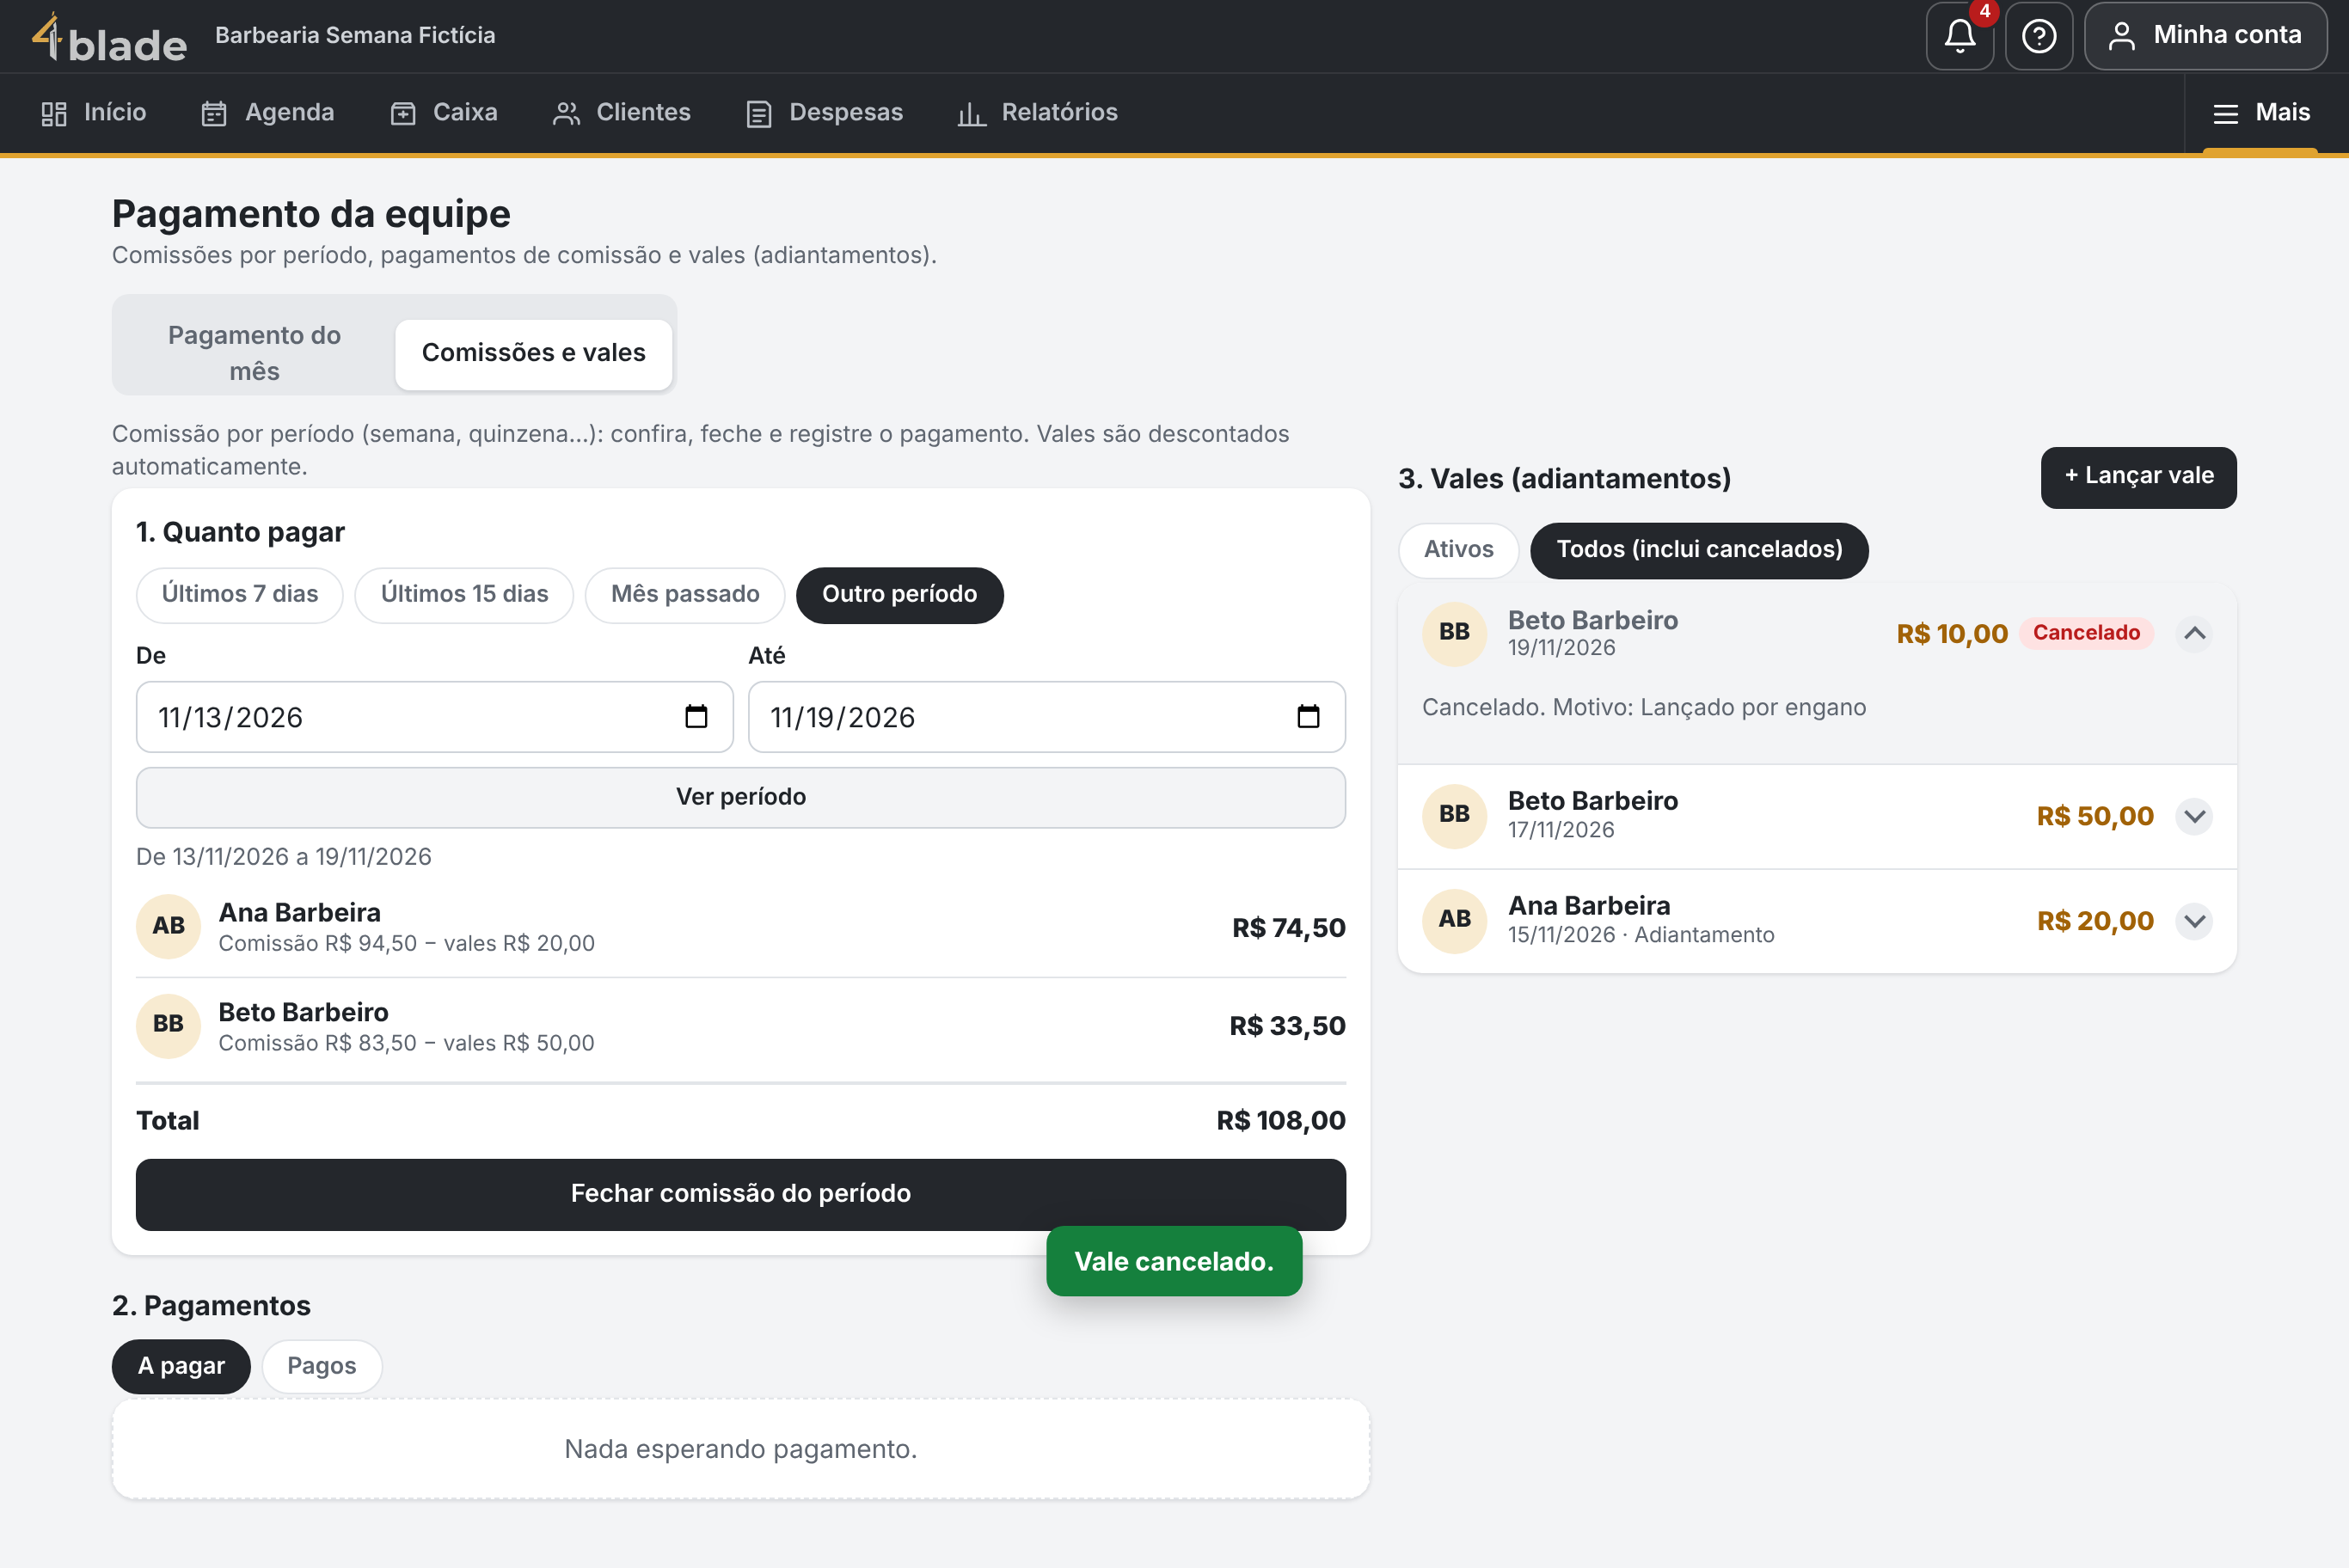 4blade
Barbearia Semana Fictícia
4
Minha conta
Início
Agenda
Caixa
Clientes
Despesas
Relatórios
Mais
Pagamento da equipe
Comissões por período, pagamentos de comissão e vales (adiantamentos).
Pagamento do
mês
Comissões e vales
Comissão por período (semana, quinzena...): confira, feche e registre o pagamento. Vales são descontados
automaticamente.
1. Quanto pagar
Últimos 7 dias
Últimos 15 dias
Mês passado
Outro período
De
Até
11/13/2026
11/19/2026
Ver período
De 13/11/2026 a 19/11/2026
AB
Ana Barbeira
Comissão R$ 94,50 − vales R$ 20,00
R$ 74,50
BB
Beto Barbeiro
Comissão R$ 83,50 − vales R$ 50,00
R$ 33,50
Total
R$ 108,00
Fechar comissão do período
Vale cancelado.
2. Pagamentos
A pagar
Pagos
Nada esperando pagamento.
3. Vales (adiantamentos)
+ Lançar vale
Ativos
Todos (inclui cancelados)
BB
Beto Barbeiro
19/11/2026
R$ 10,00
Cancelado
Cancelado. Motivo: Lançado por engano
BB
Beto Barbeiro
17/11/2026
R$ 50,00
AB
Ana Barbeira
15/11/2026 · Adiantamento
R$ 20,00